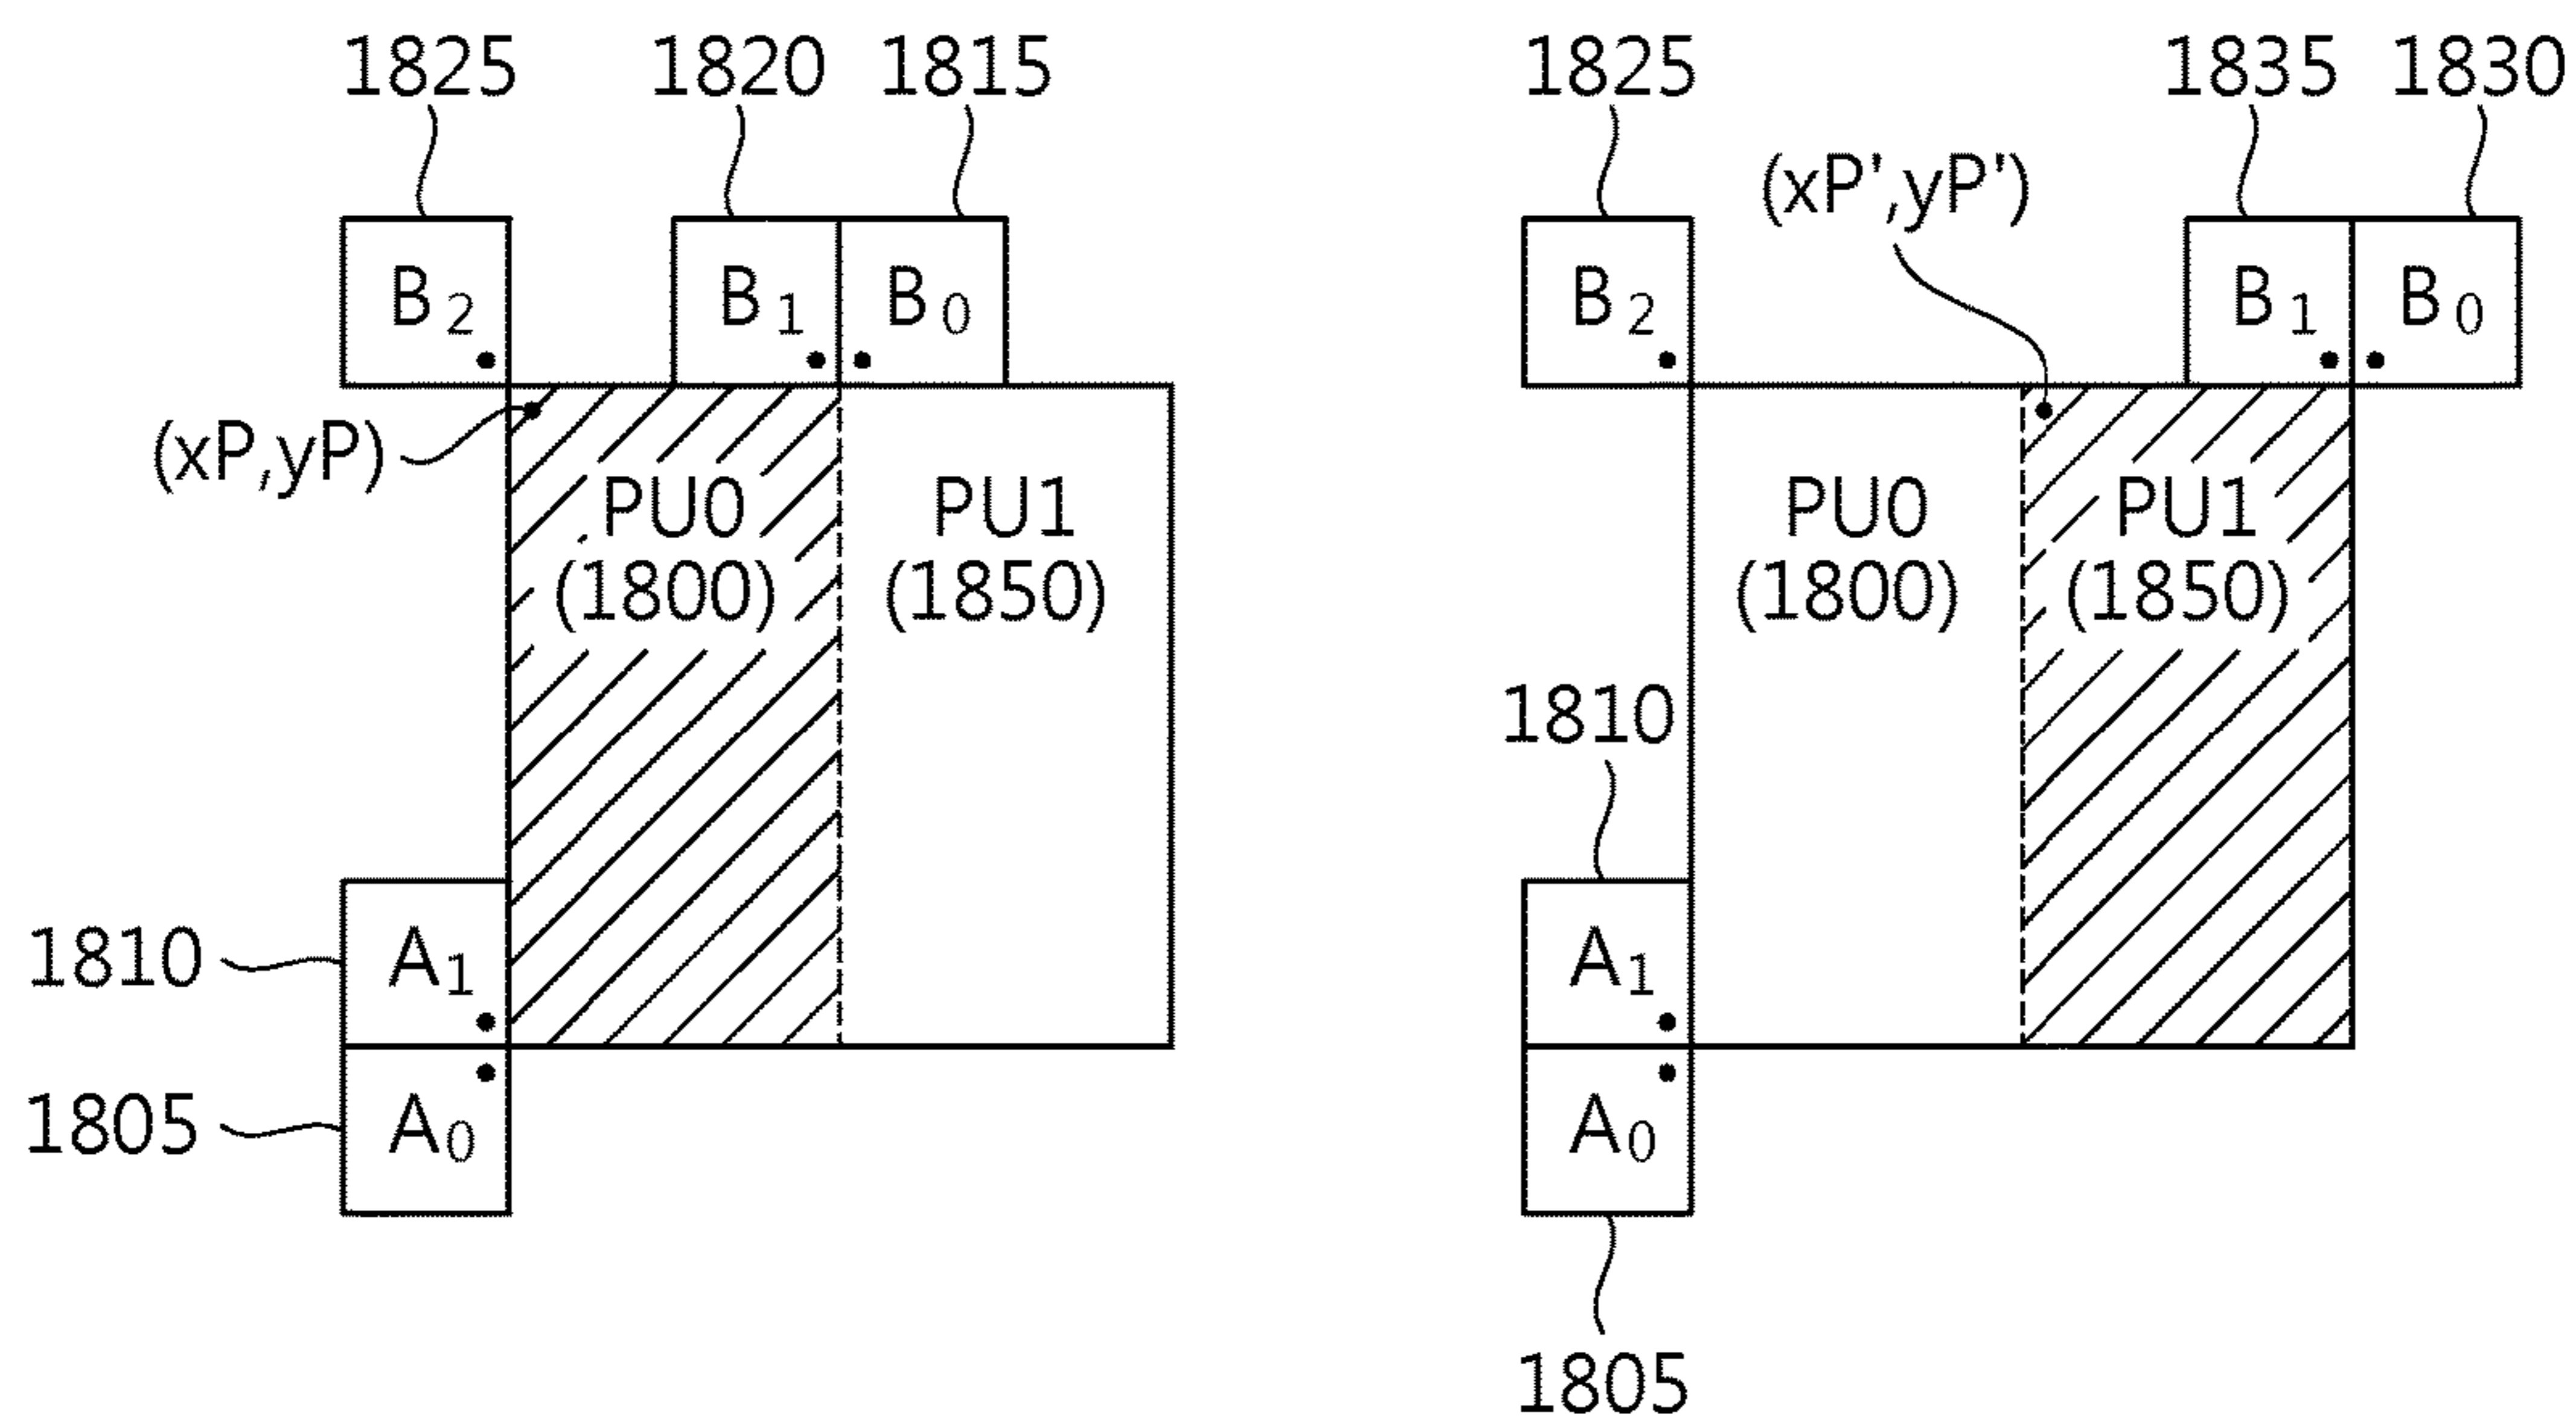 1825 1820 1815
B2 B1 B0
(xP,yP)
PU0 PU1
(1800) (1850)
1810 A1
1805 A0
1825 1835 1830
(xP',yP')
B2 B1 B0
PU0 PU1
(1800) (1850)
1810
A1
A0
1805